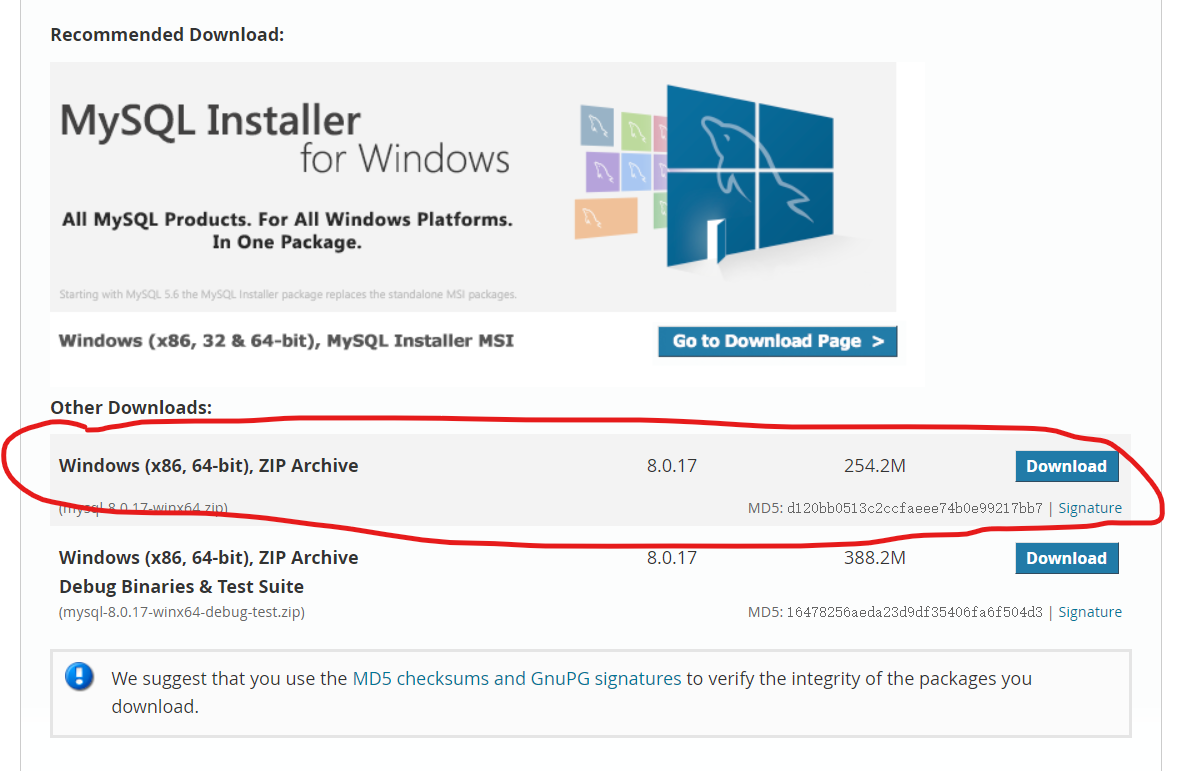 Recommended Download:
MySQL Installer
for Windows
All MySQL Products. For All Windows Platforms.
In One Package.
Starting with MySQL 5.6 the MySQL Installer package replaces the standalone MSI packages.
Windows (x86, 32 & 64-bit), MySQL Installer MSI
Go to Download Page >
Other Downloads:
Windows (x86, 64-bit), ZIP Archive 8.0.17 254.2M Download
(mysql-8.0.17-winx64.zip) MD5: d120bb0513c2ccfaeee74b0e99217bb7 | Signature
Windows (x86, 64-bit), ZIP Archive 8.0.17 388.2M Download
Debug Binaries & Test Suite
(mysql-8.0.17-winx64-debug-test.zip) MD5: 16478256aeda23d9df35406fa6f504d3 | Signature
We suggest that you use the MD5 checksums and GnuPG signatures to verify the integrity of the packages you
download.